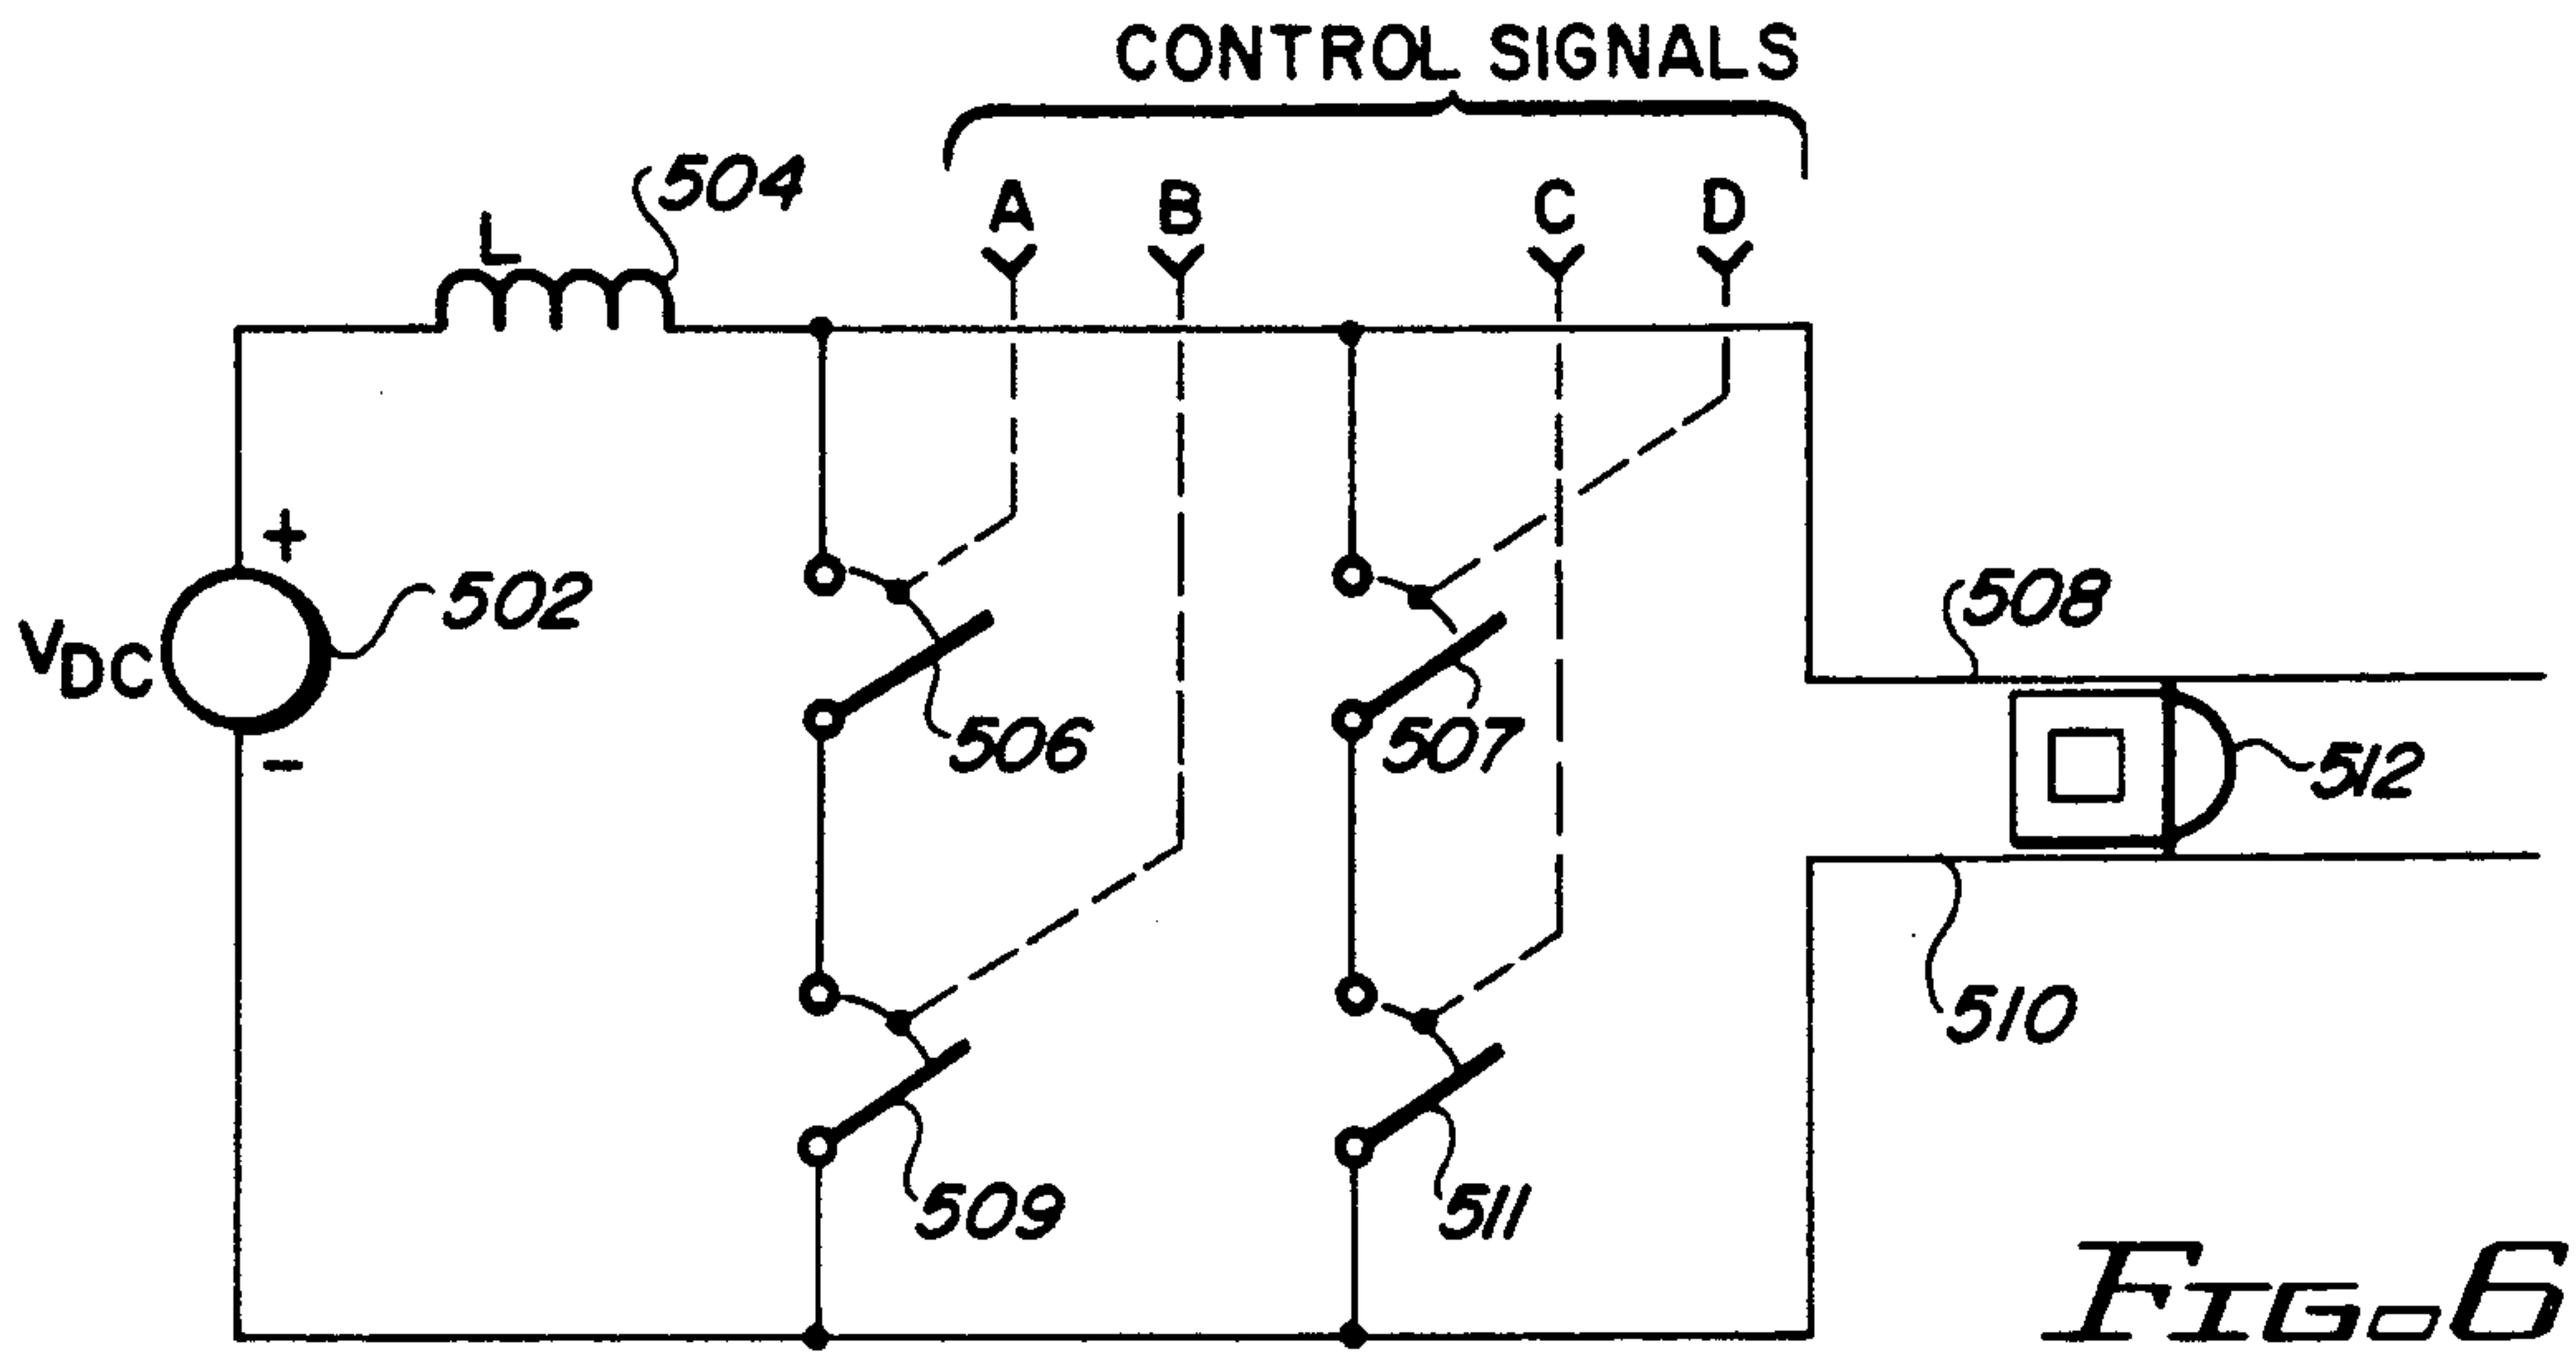 CONTROL SIGNALS
A B C D
504
L
+
502
VDC
-
506
507
508
512
510
509
511
FIG. 6